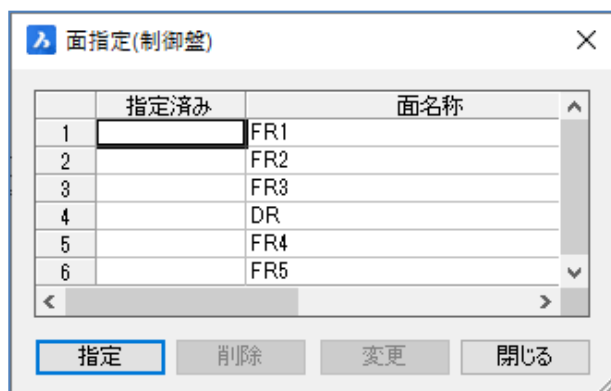 面指定(制御盤)
指定済み 面名称
1 FR1
2 FR2
3 FR3
4 DR
5 FR4
6 FR5
指定 削除 変更 閉じる